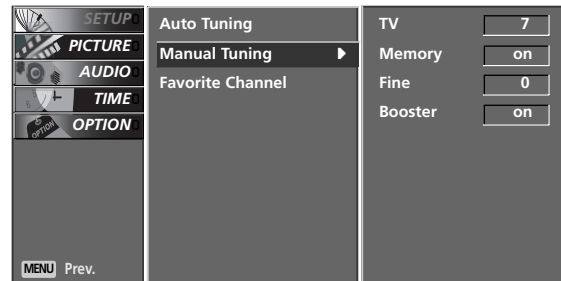 SETUP
PICTURE
AUDIO
TIME
OPTION
OPTION
MENU Prev.
Auto Tuning
Manual Tuning
Favorite Channel
TV 7
Memory on
Fine 0
Booster on